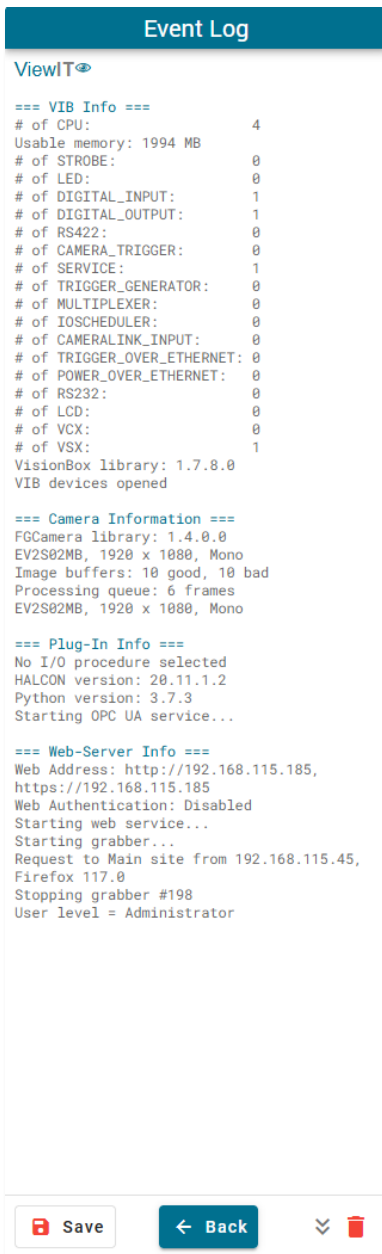 Event Log
ViewIT
=== VIB Info ===
# of CPU: 4
Usable memory: 1994 MB
# of STROBE: 0
# of LED: 0
# of DIGITAL_INPUT: 1
# of DIGITAL_OUTPUT: 1
# of RS422: 0
# of CAMERA_TRIGGER: 0
# of SERVICE: 1
# of TRIGGER_GENERATOR: 0
# of MULTIPLEXER: 0
# of IOSCHEDULER: 0
# of CAMERALINK_INPUT: 0
# of TRIGGER_OVER_ETHERNET: 0
# of POWER_OVER_ETHERNET: 0
# of RS232: 0
# of LCD: 0
# of VCX: 0
# of VSX: 1
VisionBox library: 1.7.8.0
VIB devices opened
=== Camera Information ===
FGCamera library: 1.4.0.0
EV2S02MB, 1920 x 1080, Mono
Image buffers: 10 good, 10 bad
Processing queue: 6 frames
EV2S02MB, 1920 x 1080, Mono
=== Plug-In Info ===
No I/O procedure selected
HALCON version: 20.11.1.2
Python version: 3.7.3
Starting OPC UA service...
=== Web-Server Info ===
Web Address: http://192.168.115.185,
https://192.168.115.185
Web Authentication: Disabled
Starting web service...
Starting grabber...
Request to Main site from 192.168.115.45,
Firefox 117.0
Stopping grabber #198
User level = Administrator
Save
Back